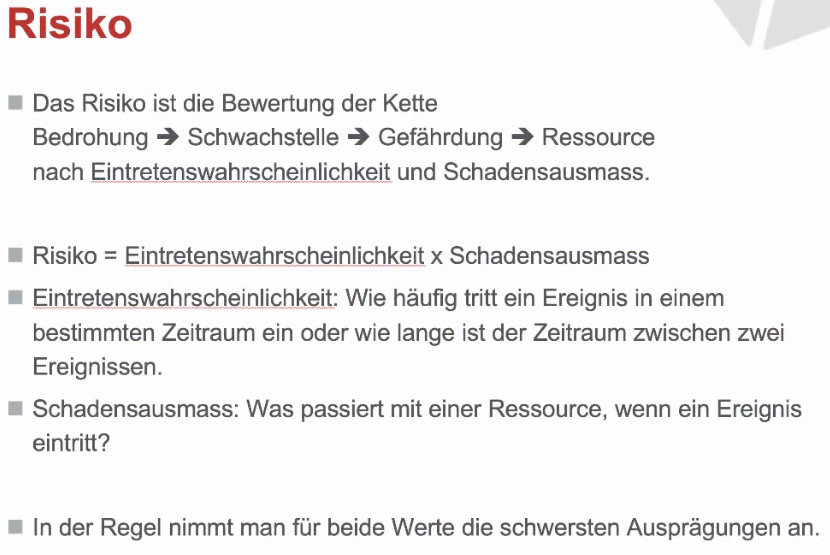 Risiko
Das Risiko ist die Bewertung der Kette
Bedrohung ➔ Schwachstelle ➔ Gefährdung ➔ Ressource
nach Eintretenswahrscheinlichkeit und Schadensausmass.
Risiko = Eintretenswahrscheinlichkeit x Schadensausmass
Eintretenswahrscheinlichkeit: Wie häufig tritt ein Ereignis in einem
bestimmten Zeitraum ein oder wie lange ist der Zeitraum zwischen zwei
Ereignissen.
Schadensausmass: Was passiert mit einer Ressource, wenn ein Ereignis
eintritt?
In der Regel nimmt man für beide Werte die schwersten Ausprägungen an.